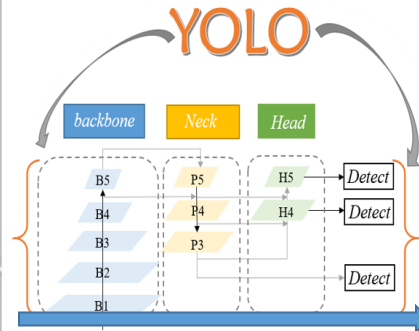 YOLO
backbone Neck Head
B5 P5 H5 Detect
B4 P4 H4 Detect
B3 P3
B2 Detect
B1